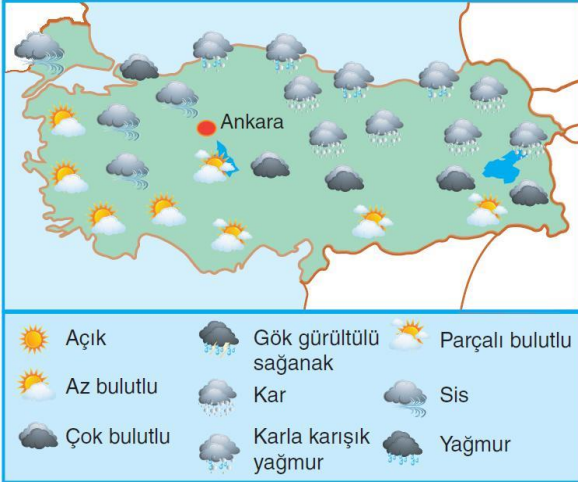 Ankara
Açık
Az bulutlu
Çok bulutlu
Gök gürültülü
sağanak
Kar
Karla karışık
yağmur
Parçalı bulutlu
Sis
Yağmur